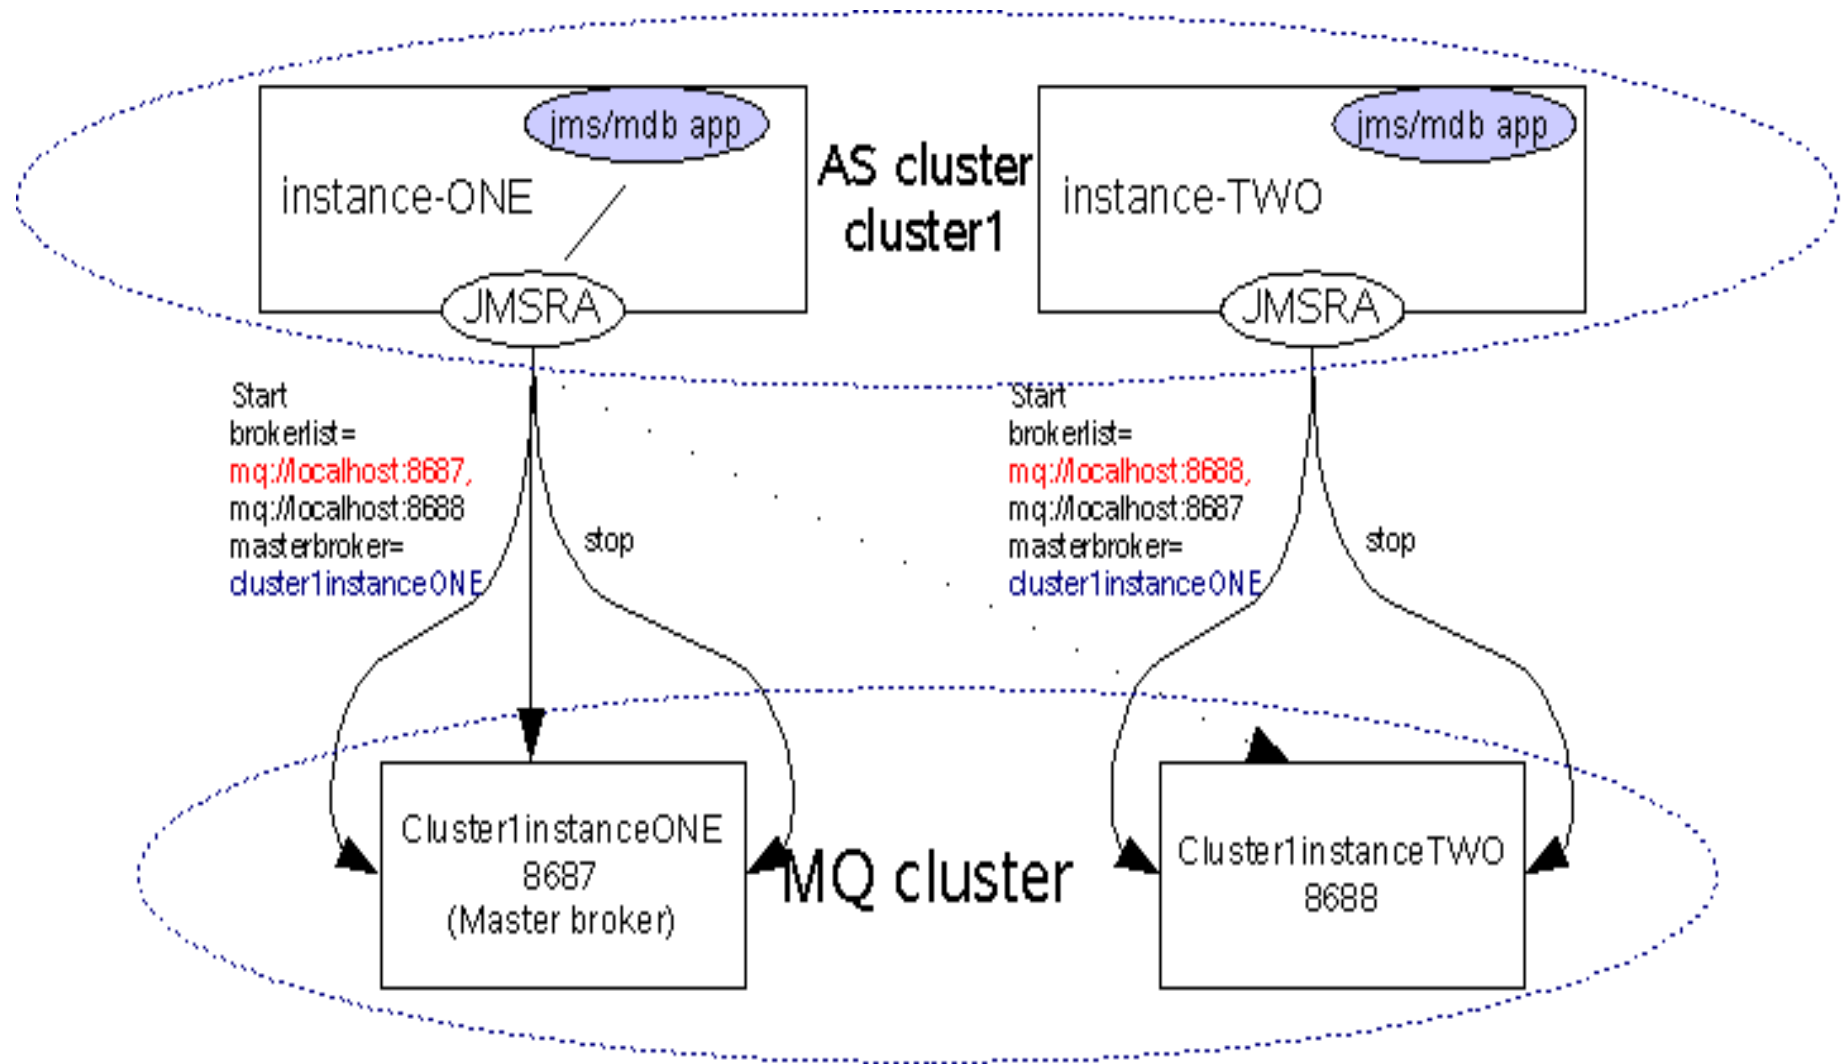 jms/mdb app
instance-ONE
JMSRA
AS cluster
cluster1
jms/mdb app
instance-TWO
JMSRA
Start
brokerlist=
mq://localhost:8687,
mq://localhost:8688
masterbroker=
cluster1instanceONE
stop
Start
brokerlist=
mq://localhost:8688,
mq://localhost:8687
masterbroker=
cluster1instanceONE
stop
Cluster1instanceONE
8687
(Master broker)
MQ cluster
Cluster1instanceTWO
8688